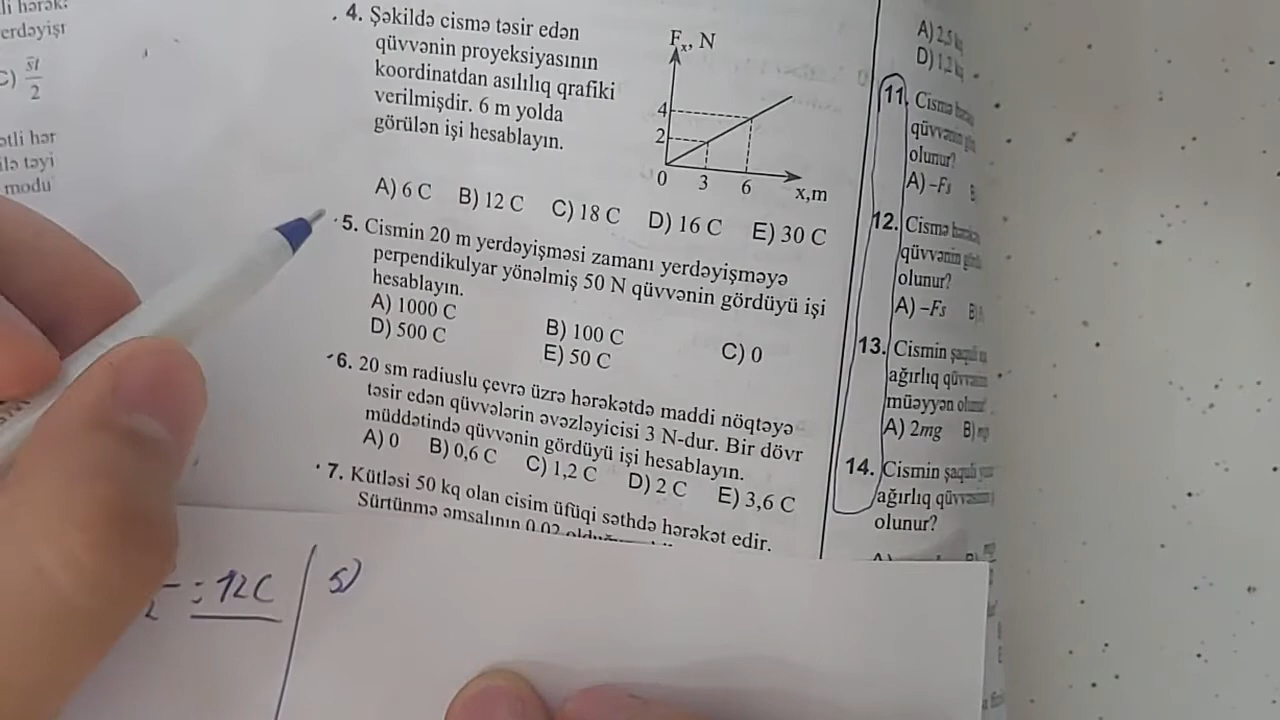 li hərək.
erdəyişr
C) st/2
ətli hər
ilə təyi
modu
4. Şəkildə cismə təsir edən
qüvvənin proyeksiyasının
koordinatdan asılılıq qrafiki
verilmişdir. 6 m yolda
görülən işi hesablayın.
Fx, N
4
2
0 3 6 x,m
A) 6 C B) 12 C C) 18 C D) 16 C E) 30 C
5. Cismin 20 m yerdəyişməsi zamanı yerdəyişməyə
perpendikulyar yönəlmiş 50 N qüvvənin gördüyü işi
hesablayın.
A) 1000 C B) 100 C C) 0
D) 500 C E) 50 C
6. 20 sm radiuslu çevrə üzrə hərəkətdə maddi nöqtəyə
təsir edən qüvvələrin əvəzləyicisi 3 N-dur. Bir dövr
müddətində qüvvənin gördüyü işi hesablayın.
A) 0 B) 0,6 C C) 1,2 C D) 2 C E) 3,6 C
7. Kütləsi 50 kq olan cisim üfüqi səthdə hərəkət edir.
Sürtünmə əmsalının 0,02
A) 2,5
D) 1,2
11. Cismə
qüvvənin
olunur?
A) –Fs
12. Cismə
qüvvənin
olunur?
A) –Fs B)
13. Cismin şaquli
ağırlıq
müəyyən
A) 2mg B)
14. Cismin şaquli
ağırlıq
olunur?
= 12C
5)